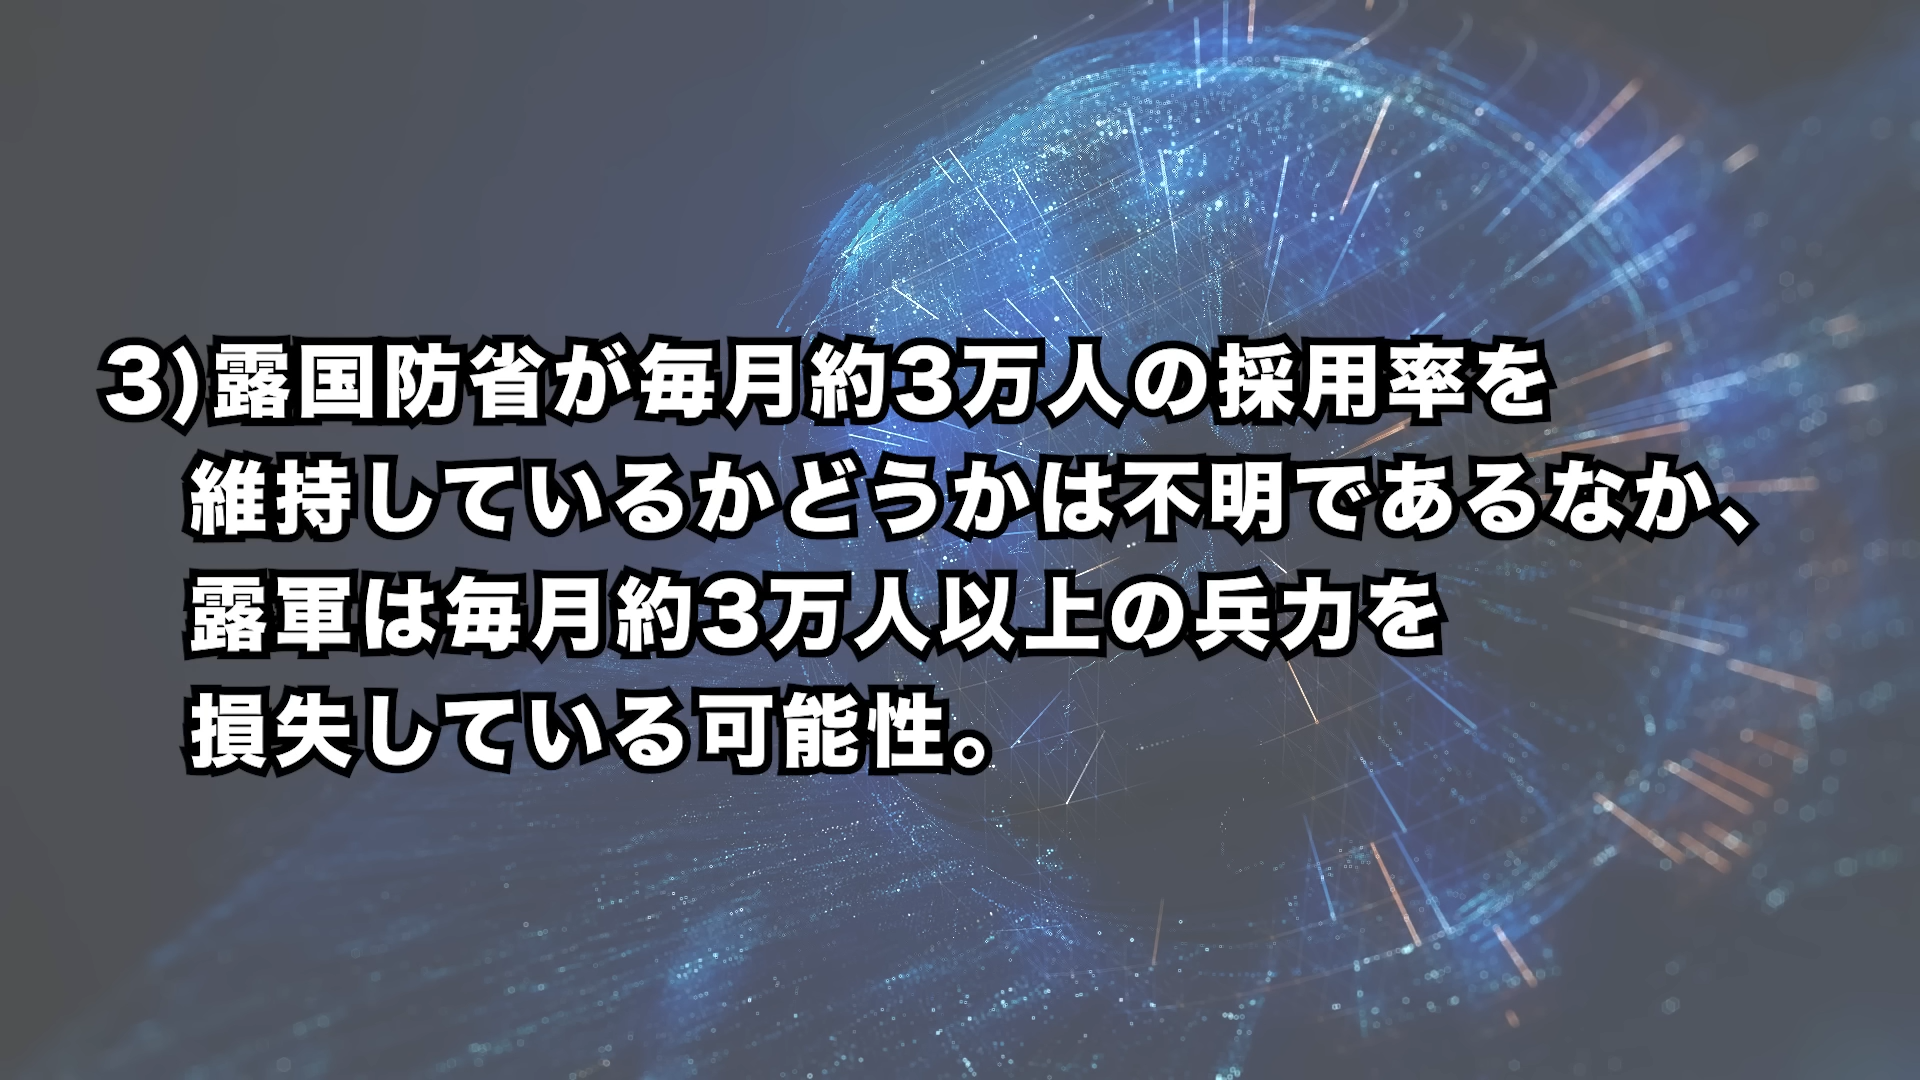 3)露国防省が毎月約3万人の採用率を
維持しているかどうかは不明であるなか、
露軍は毎月約3万人以上の兵力を
損失している可能性。